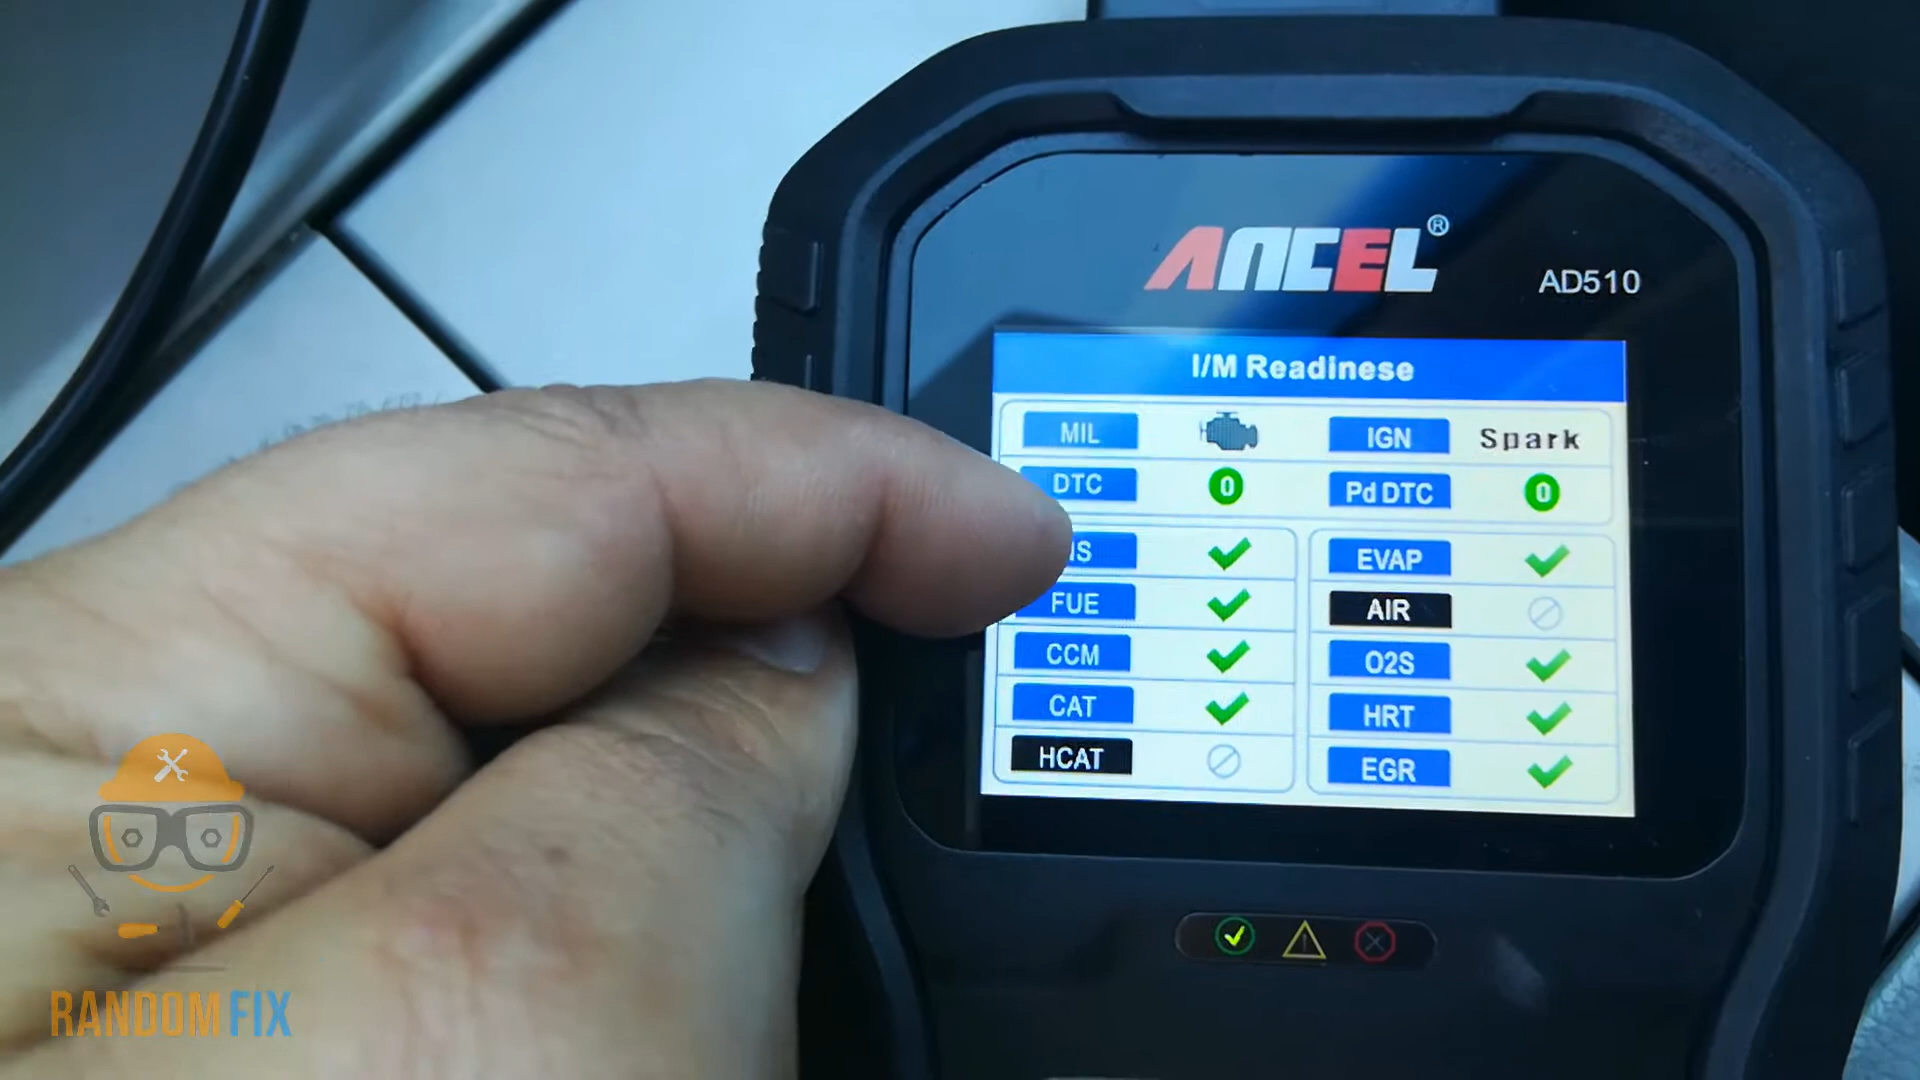 ANCEL®
AD510
I/M Readinese
MIL IGN Spark
DTC 0 Pd DTC 0
IS EVAP
FUE AIR
CCM O2S
CAT HRT
HCAT EGR
RANDOMFIX